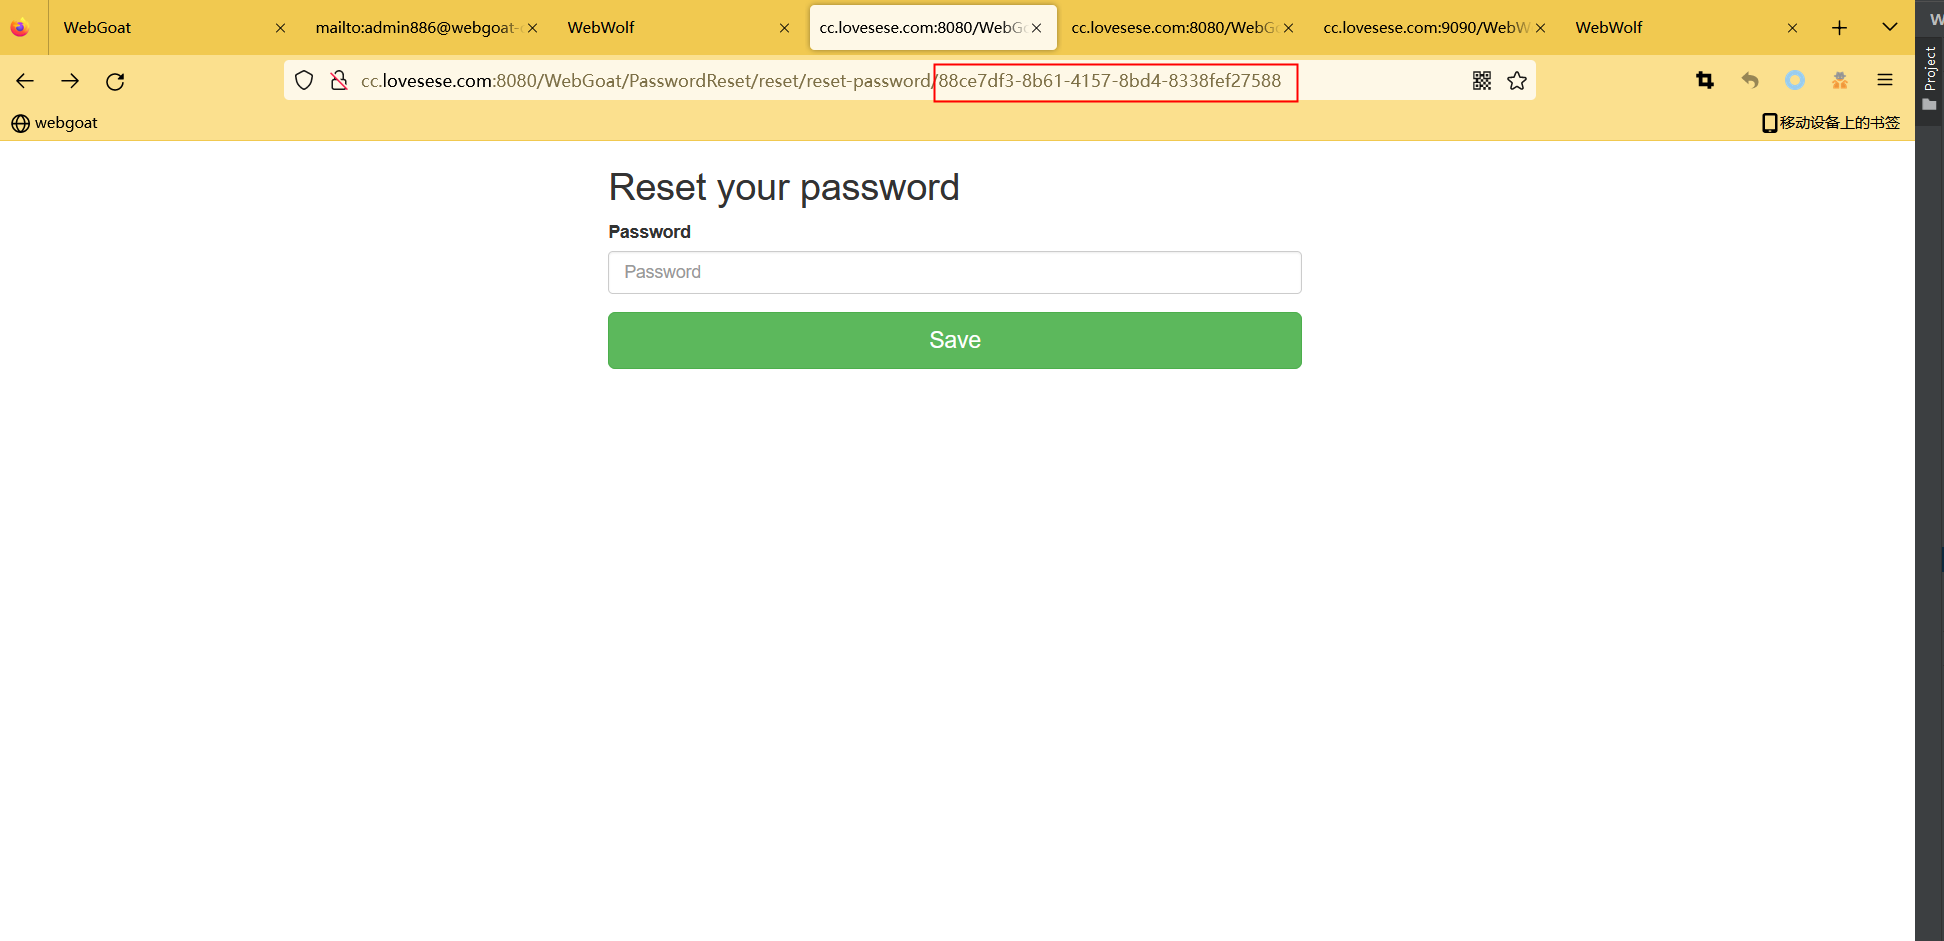 WebGoat
mailto:admin886@webgoat-
WebWolf
cc.lovesese.com:8080/WebG
cc.lovesese.com:8080/WebG
cc.lovesese.com:9090/WebW
WebWolf
W
cc.lovesese.com:8080/WebGoat/PasswordReset/reset/reset-password/88ce7df3-8b61-4157-8bd4-8338fef27588
Project
webgoat
移动设备上的书签
Reset your password
Password
Password
Save